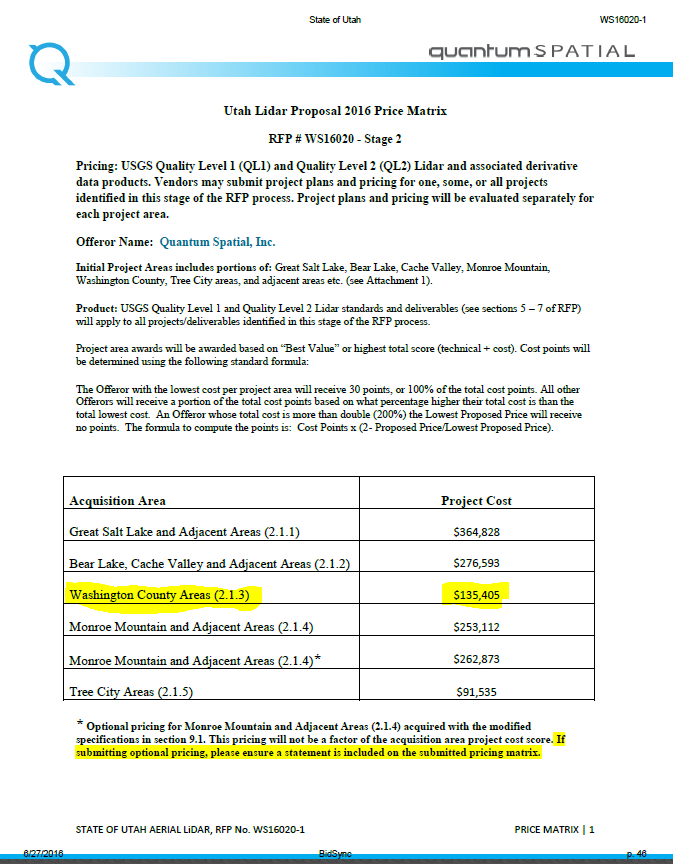 State of Utah
WS16020-1
quantum SPATIAL
Utah Lidar Proposal 2016 Price Matrix
RFP # WS16020 - Stage 2
Pricing: USGS Quality Level 1 (QL1) and Quality Level 2 (QL2) Lidar and associated derivative
data products. Vendors may submit project plans and pricing for one, some, or all projects
identified in this stage of the RFP process. Project plans and pricing will be evaluated separately for
each project area.
Offeror Name: Quantum Spatial, Inc.
Initial Project Areas includes portions of: Great Salt Lake, Bear Lake, Cache Valley, Monroe Mountain,
Washington County, Tree City areas, and adjacent areas etc. (see Attachment 1).
Product: USGS Quality Level 1 and Quality Level 2 Lidar standards and deliverables (see sections 5 – 7 of RFP)
will apply to all projects/deliverables identified in this stage of the RFP process.
Project area awards will be awarded based on “Best Value” or highest total score (technical + cost). Cost points will
be determined using the following standard formula:
The Offeror with the lowest cost per project area will receive 30 points, or 100% of the total cost points. All other
Offerors will receive a portion of the total cost points based on what percentage higher their total cost is than the
total lowest cost. An Offeror whose total cost is more than double (200%) the Lowest Proposed Price will receive
no points. The formula to compute the points is: Cost Points x (2- Proposed Price/Lowest Proposed Price).
Acquisition Area Project Cost
Great Salt Lake and Adjacent Areas (2.1.1) $364,828
Bear Lake, Cache Valley and Adjacent Areas (2.1.2) $276,593
Washington County Areas (2.1.3) $135,405
Monroe Mountain and Adjacent Areas (2.1.4) $253,112
Monroe Mountain and Adjacent Areas (2.1.4)* $262,873
Tree City Areas (2.1.5) $91,535
* Optional pricing for Monroe Mountain and Adjacent Areas (2.1.4) acquired with the modified
specifications in section 9.1. This pricing will not be a factor of the acquisition area project cost score. If
submitting optional pricing, please ensure a statement is included on the submitted pricing matrix.
STATE OF UTAH AERIAL LiDAR, RFP No. WS16020-1 PRICE MATRIX | 1
6/27/2016 BidSync p. 46